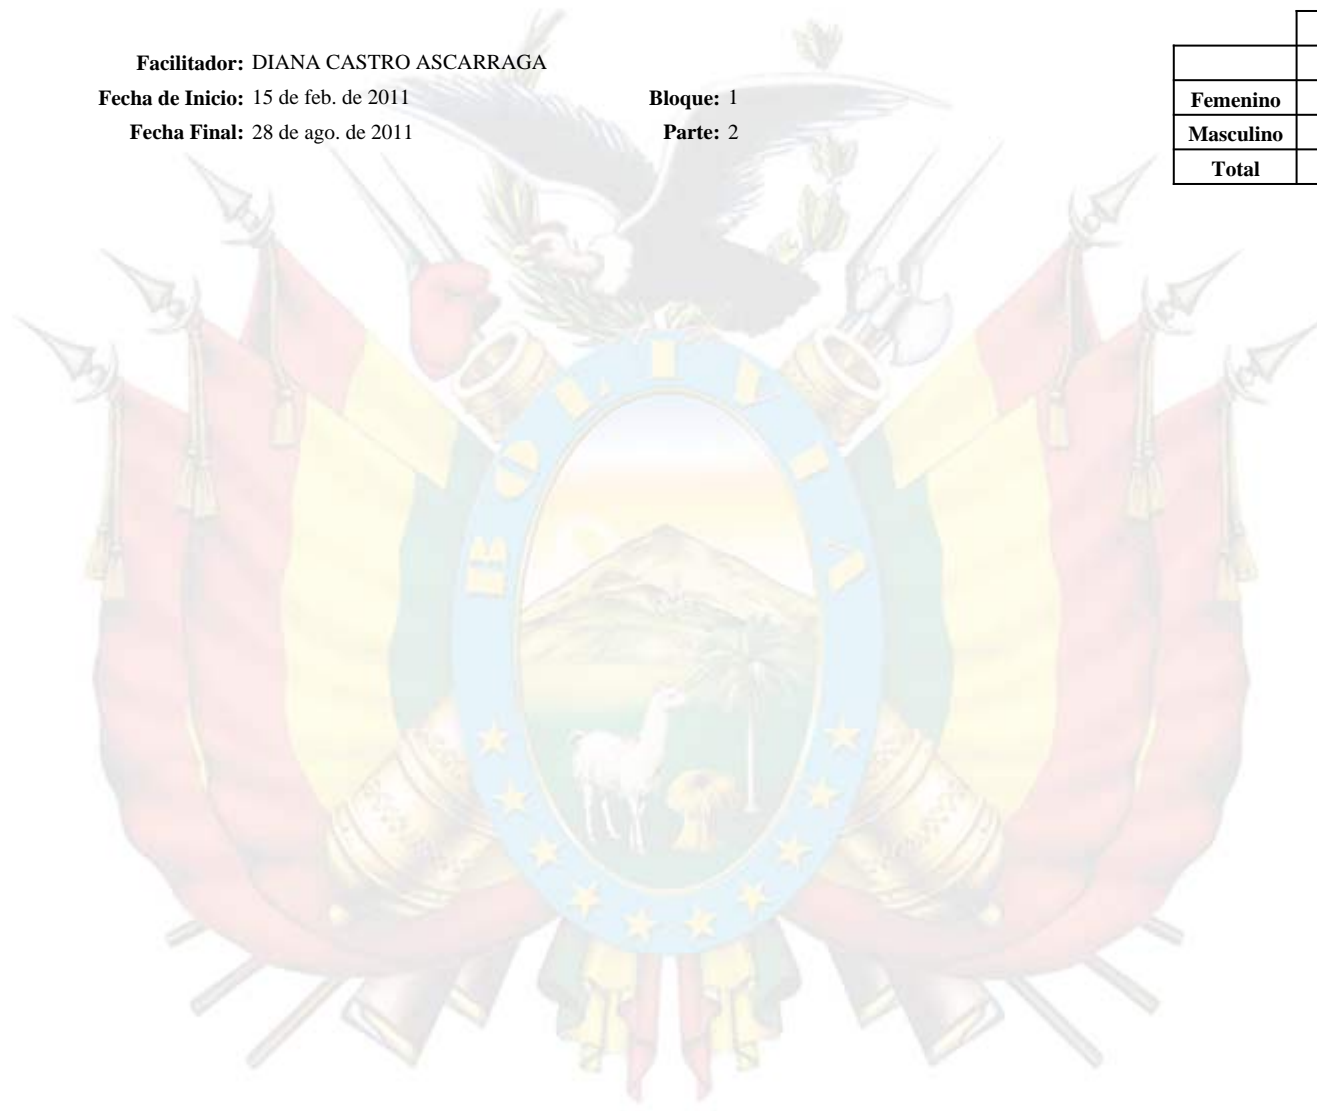 Facilitador: DIANA CASTRO ASCARRAGA
Fecha de Inicio: 15 de feb. de 2011 Bloque: 1
Fecha Final: 28 de ago. de 2011 Parte: 2
Femenino
Masculino
Total
BOLIVIA